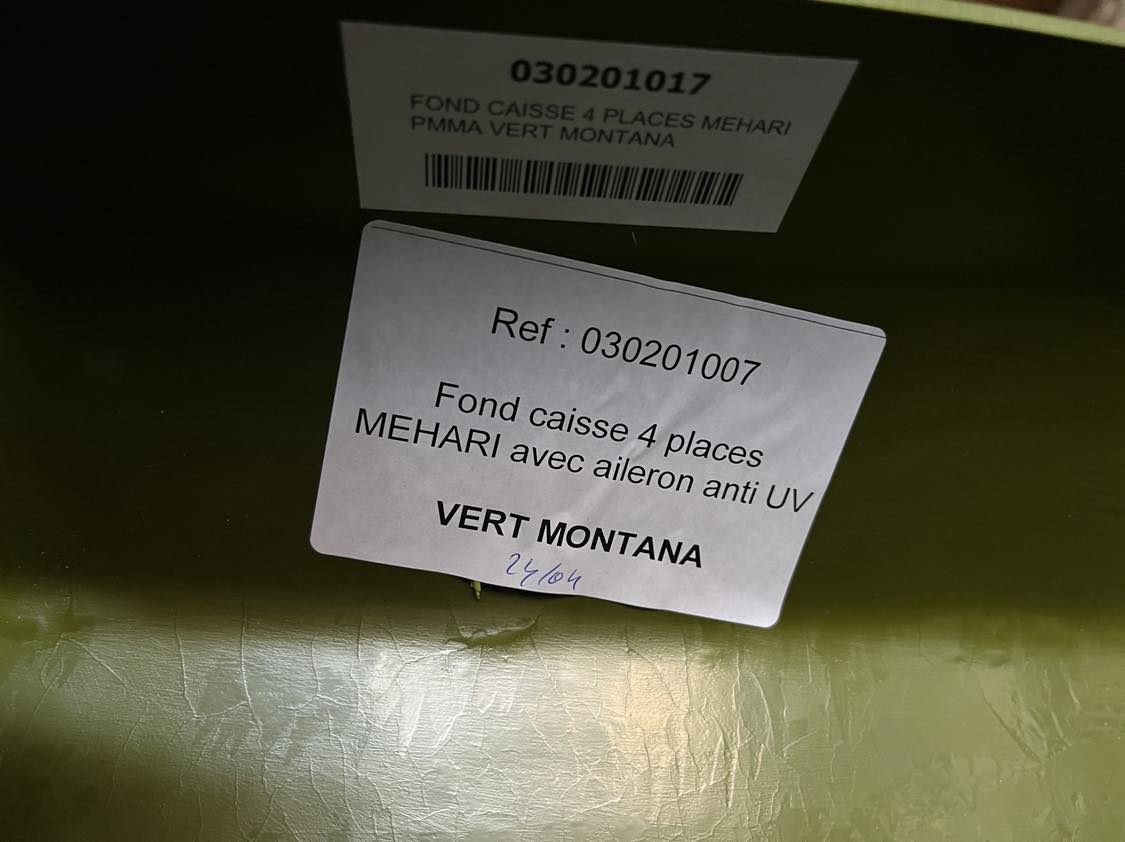 030201017
FOND CAISSE 4 PLACES MEHARI
PMMA VERT MONTANA
Ref : 030201007
Fond caisse 4 places
MEHARI avec aileron anti UV
VERT MONTANA
24/04